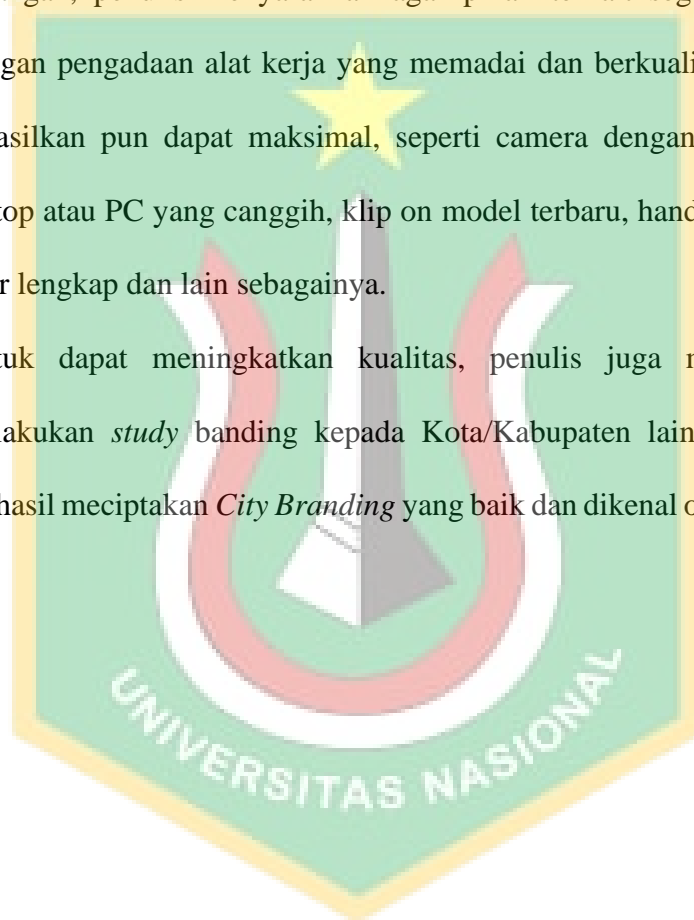 gan pengadaan alat kerja yang memadai dan berkuali
asilkan pun dapat maksimal, seperti camera dengan
top atau PC yang canggih, klip on model terbaru, hand
r lengkap dan lain sebagainya.
tuk dapat meningkatkan kualitas, penulis juga
lakukan study banding kepada Kota/Kabupaten lain
hasil meciptakan City Branding yang baik dan dikenal o
UNIVERSITAS NASIONAL